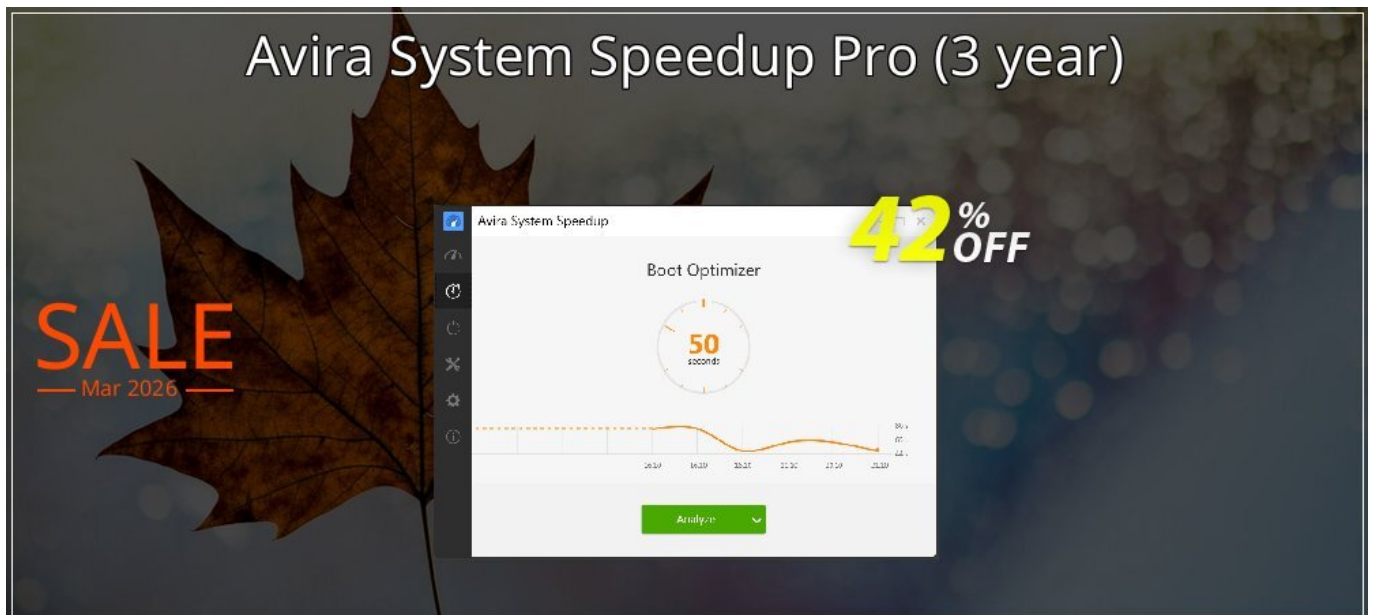 Avira System Speedup Pro (3 year)
42% OFF
Avira System Speedup
Boot Optimizer
50
seconds
SALE
Mar 2026
Analyze